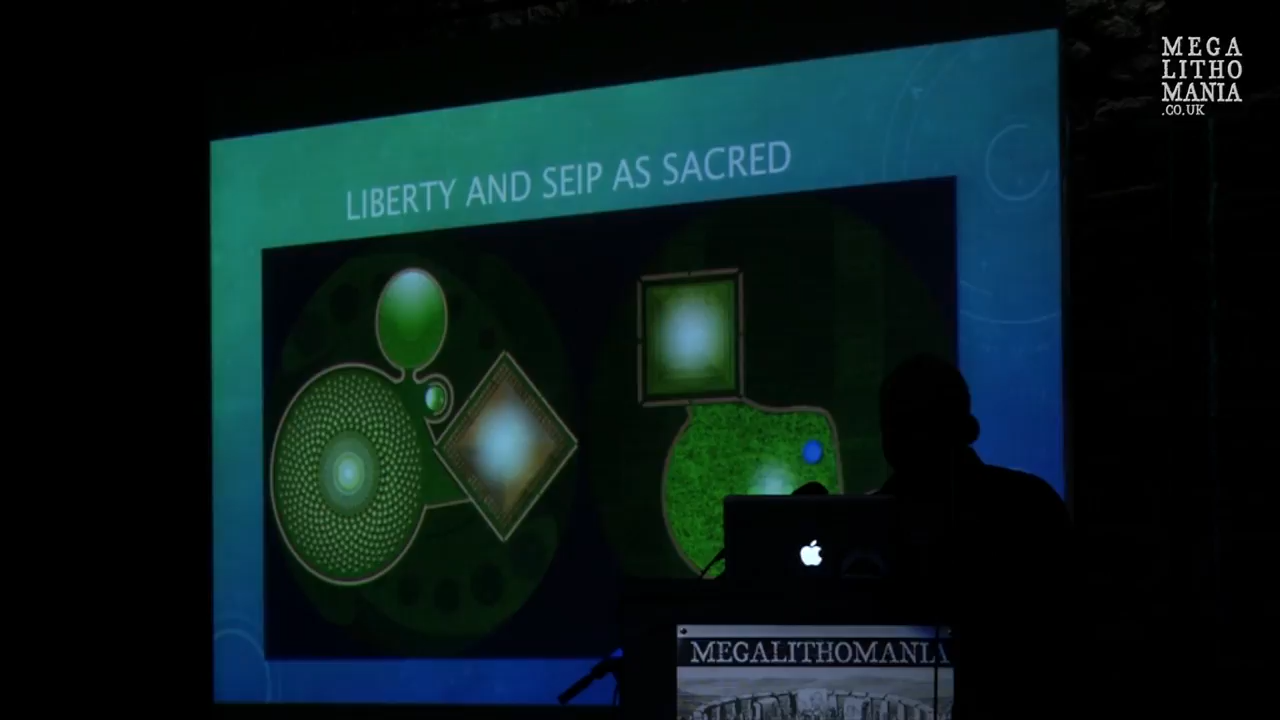 MEGA
LITHO
MANIA
.CO.UK
LIBERTY AND SEIP AS SACRED
MEGALITHOMANIA